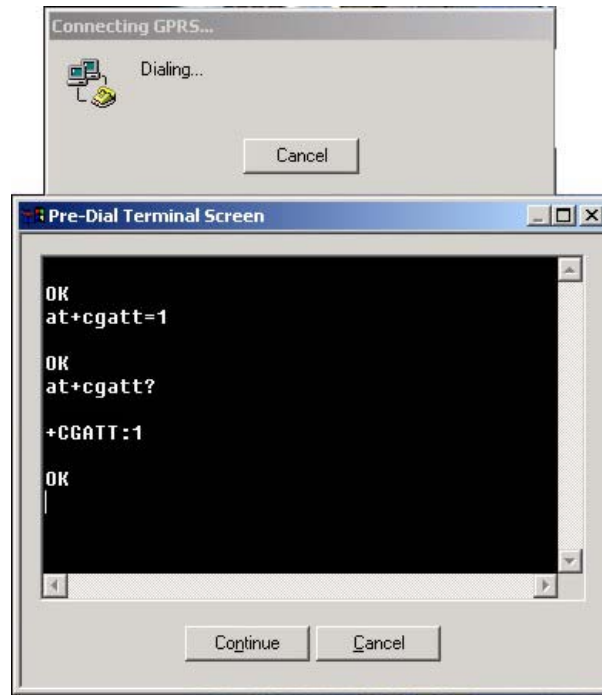 Connecting GPRS...
Dialing...
Cancel
Pre-Dial Terminal Screen
OK
at+cgatt=1
OK
at+cgatt?
+CGATT:1
OK
Continue
Cancel